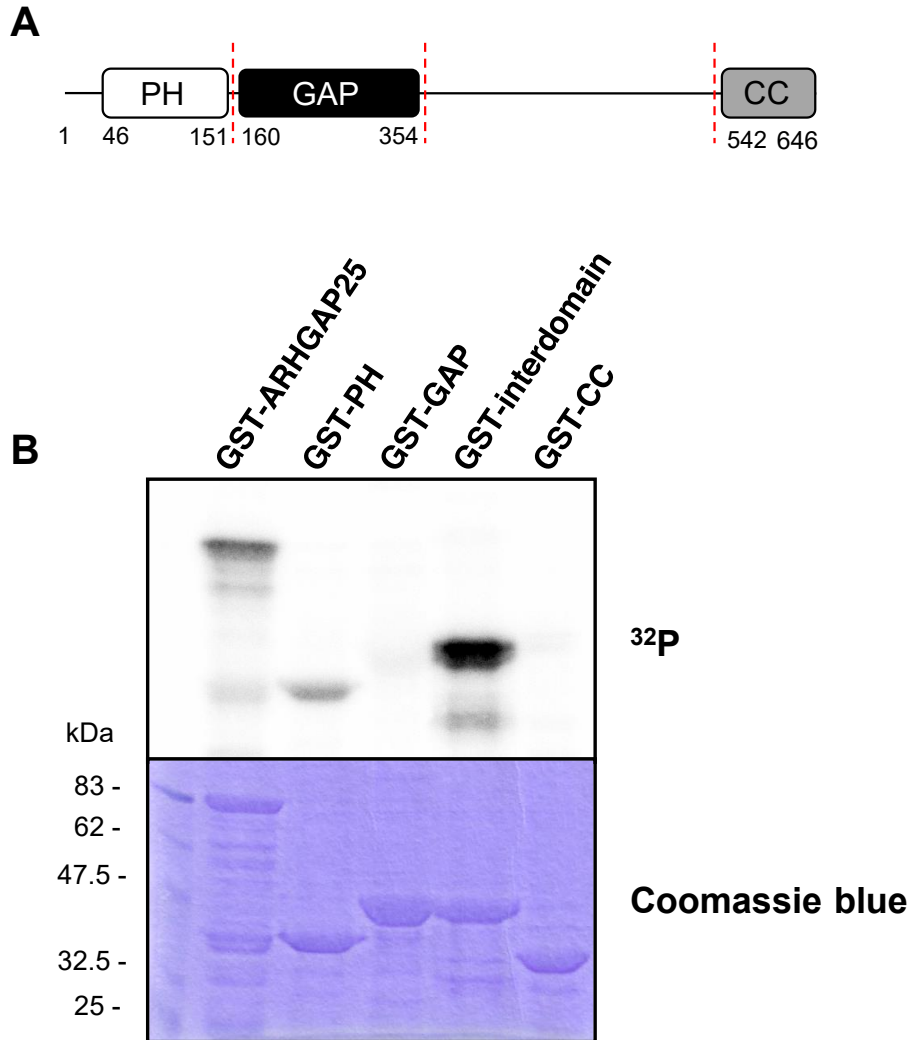 A
PH GAP CC
1 46 151 160 354 542 646
GST-ARHGAP25
GST-PH
GST-GAP
GST-interdomain
GST-CC
B
³²P
kDa
83 -
62 -
47.5 -
Coomassie blue
32.5 -
25 -